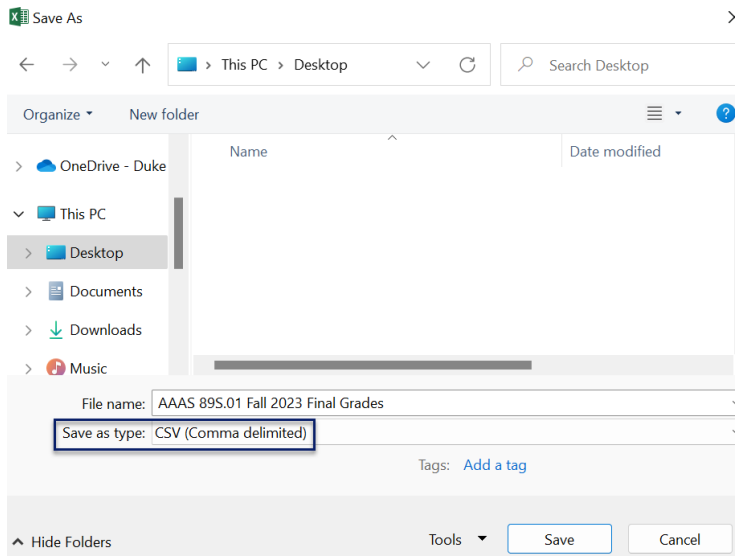 Save As
This PC > Desktop
Search Desktop
Organize
New folder
?
Name
Date modified
OneDrive - Duke
This PC
Desktop
Documents
Downloads
Music
File name: AAAS 89S.01 Fall 2023 Final Grades
Save as type: CSV (Comma delimited)
Tags: Add a tag
Hide Folders
Tools
Save
Cancel